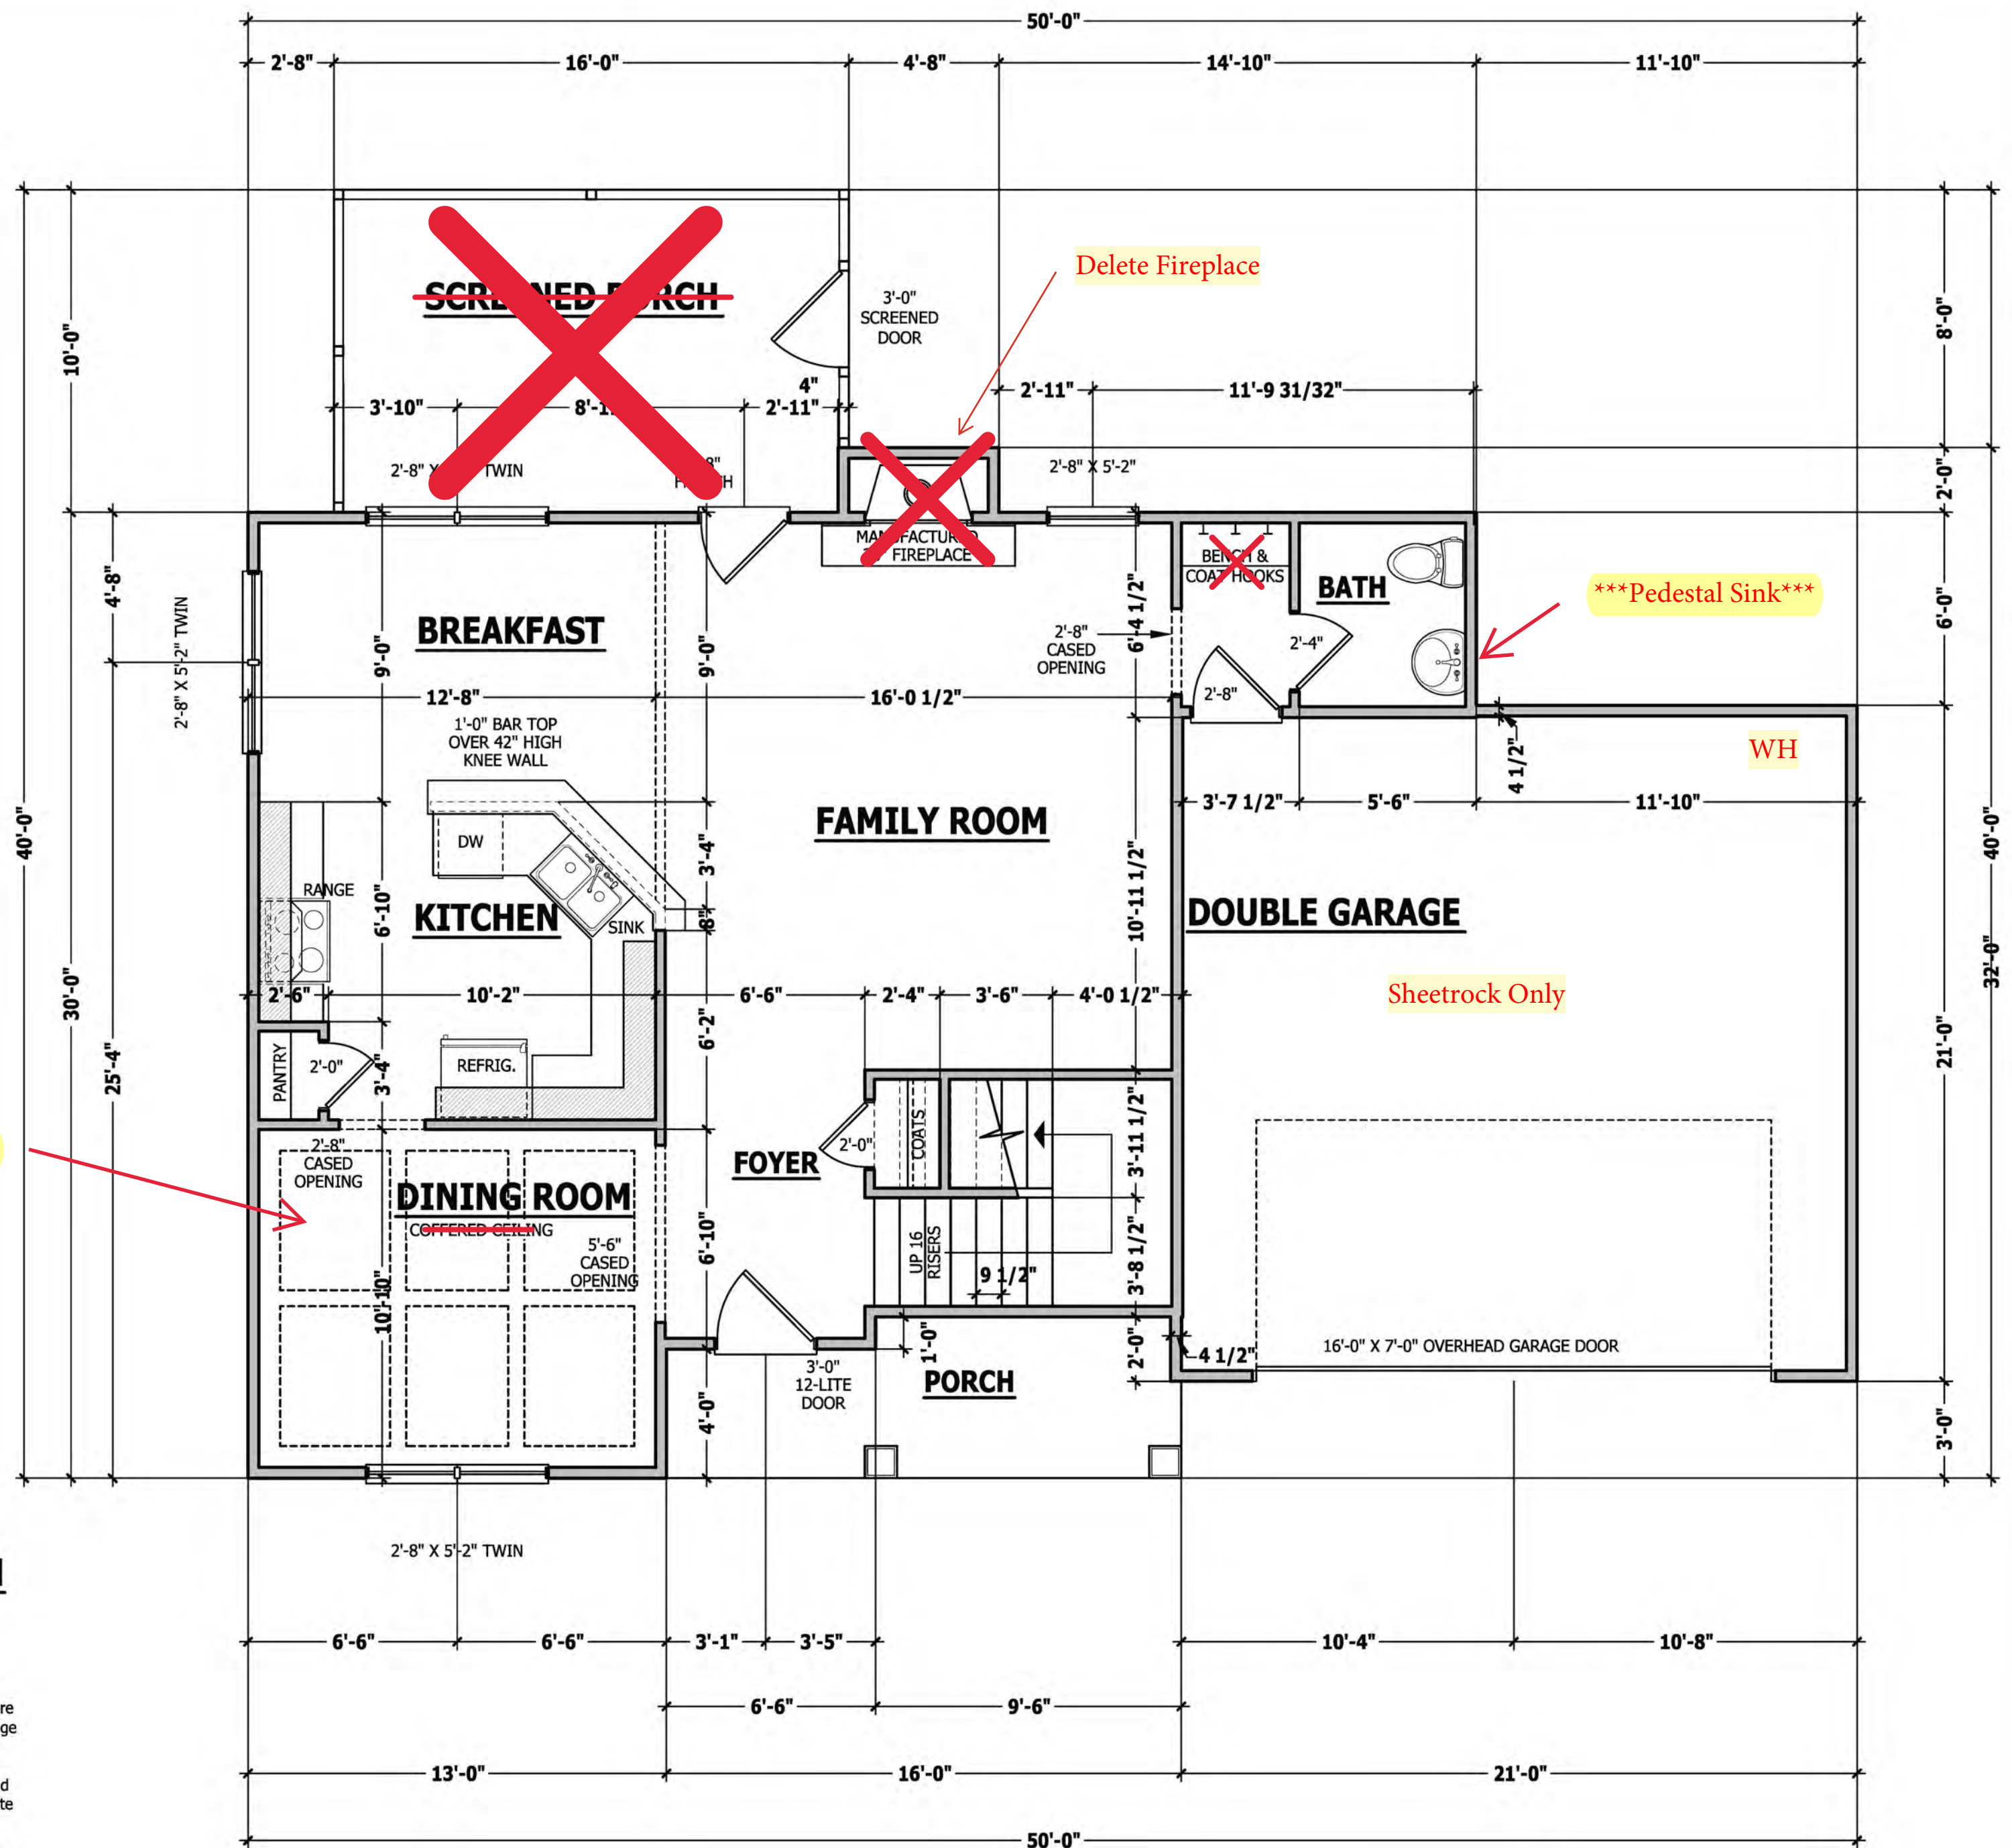 50'-0"
2'-8"
16'-0"
4'-8"
14'-10"
11'-10"
Delete Fireplace
SCREENED PORCH
3'-0"
SCREENED
DOOR
10'-0"
8'-0"
4"
3'-10"
2'-11"
2'-11"
11'-9 31/32"
2'-8" X
TWIN
2'-8" X 5'-2"
2'-0"
MANUFACTURED
FIREPLACE
BENCH &
COAT HOOKS
BATH
***Pedestal Sink***
4'-8"
2'-8" X 5'-2" TWIN
BREAKFAST
9'-0"
9'-0"
2'-8"
CASED
OPENING
6'-4 1/2"
2'-4"
2'-8"
6'-0"
12'-8"
16'-0 1/2"
1'-0" BAR TOP
OVER 42" HIGH
KNEE WALL
WH
4 1/2"
3'-7 1/2"
5'-6"
11'-10"
40'-0"
FAMILY ROOM
40'-0"
DW
3'-4"
RANGE
6'-10"
KITCHEN
SINK
8"
10'-11 1/2"
DOUBLE GARAGE
32'-0"
30'-0"
2'-6"
10'-2"
6'-6"
2'-4"
3'-6"
4'-0 1/2"
Sheetrock Only
6'-2"
21'-0"
25'-4"
PANTRY
2'-0"
3'-4"
REFRIG.
2'-8"
CASED
OPENING
FOYER
2'-0"
COATS
3'-11 1/2"
DINING ROOM
COFFERED CEILING
5'-6"
CASED
OPENING
6'-10"
UP 16
RISERS
9 1/2"
3'-8 1/2"
10'-10"
1'-0"
2'-0"
4 1/2"
16'-0" X 7'-0" OVERHEAD GARAGE DOOR
3'-0"
12-LITE
DOOR
PORCH
4'-0"
3'-0"
2'-8" X 5'-2" TWIN
6'-6"
6'-6"
3'-1"
3'-5"
10'-4"
10'-8"
re
ge
6'-6"
9'-6"
13'-0"
16'-0"
21'-0"
d
te
50'-0"